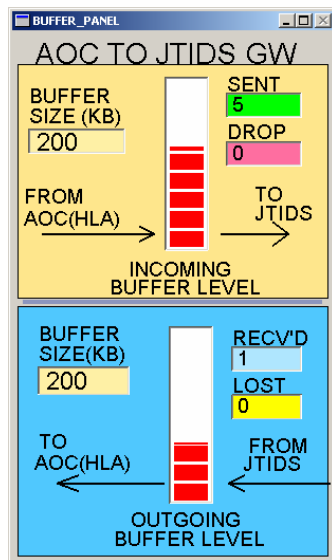 BUFFER_PANEL
AOC TO JTIDS GW
BUFFER
SIZE (KB)
200
SENT
5
DROP
0
FROM
AOC(HLA)
TO
JTIDS
INCOMING
BUFFER LEVEL
BUFFER
SIZE(KB)
200
RECV'D
1
LOST
0
TO
AOC(HLA)
FROM
JTIDS
OUTGOING
BUFFER LEVEL